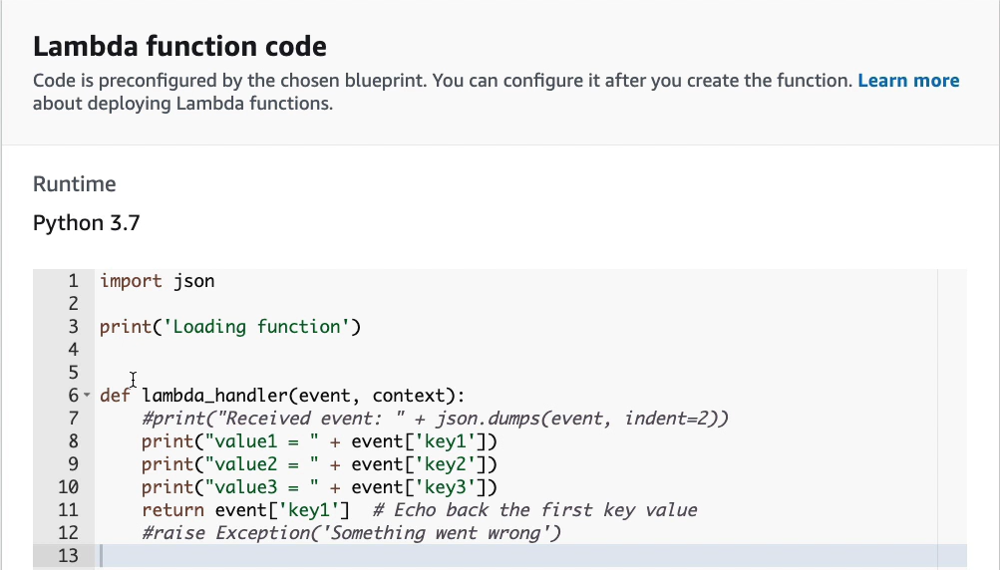 Lambda function code
Code is preconfigured by the chosen blueprint. You can configure it after you create the function. Learn more
about deploying Lambda functions.
Runtime
Python 3.7
1 import json
2
3 print('Loading function')
4
5
6 def lambda_handler(event, context):
7     #print("Received event: " + json.dumps(event, indent=2))
8     print("value1 = " + event['key1'])
9     print("value2 = " + event['key2'])
10     print("value3 = " + event['key3'])
11     return event['key1']  # Echo back the first key value
12     #raise Exception('Something went wrong')
13